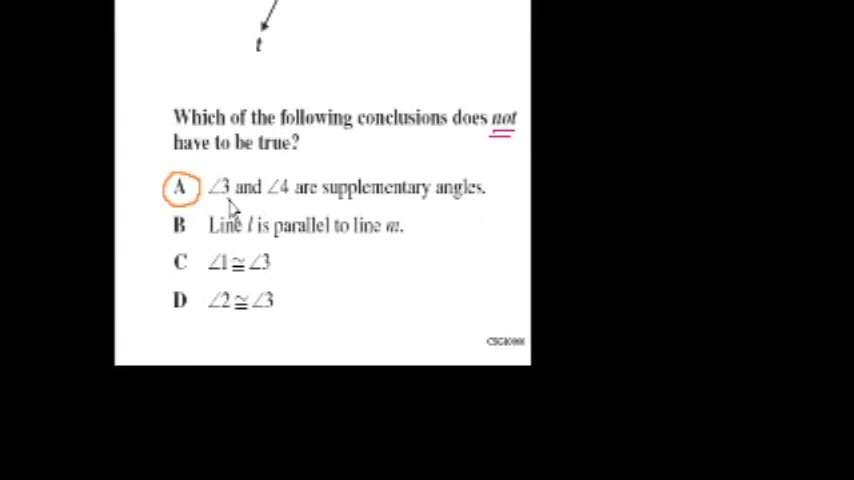 t
Which of the following conclusions does not
have to be true?
A ∠3 and ∠4 are supplementary angles.
B Line l is parallel to line m.
C ∠1 ≅ ∠3
D ∠2 ≅ ∠3